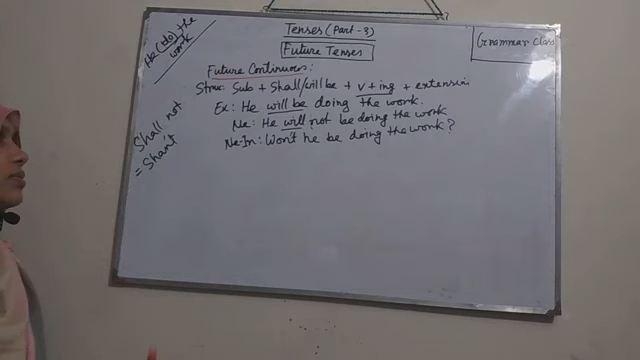 Tenses (Part - 3)
Future Tenses
Grammar Class
He (do) the
work
Shall not
= Shan't
Future Continuous:
Struc: Sub + Shall/will be + v + ing + extension
Ex: He will be doing the work.
Ne: He will not be doing the work
Ne-In: Won't he be doing the work?